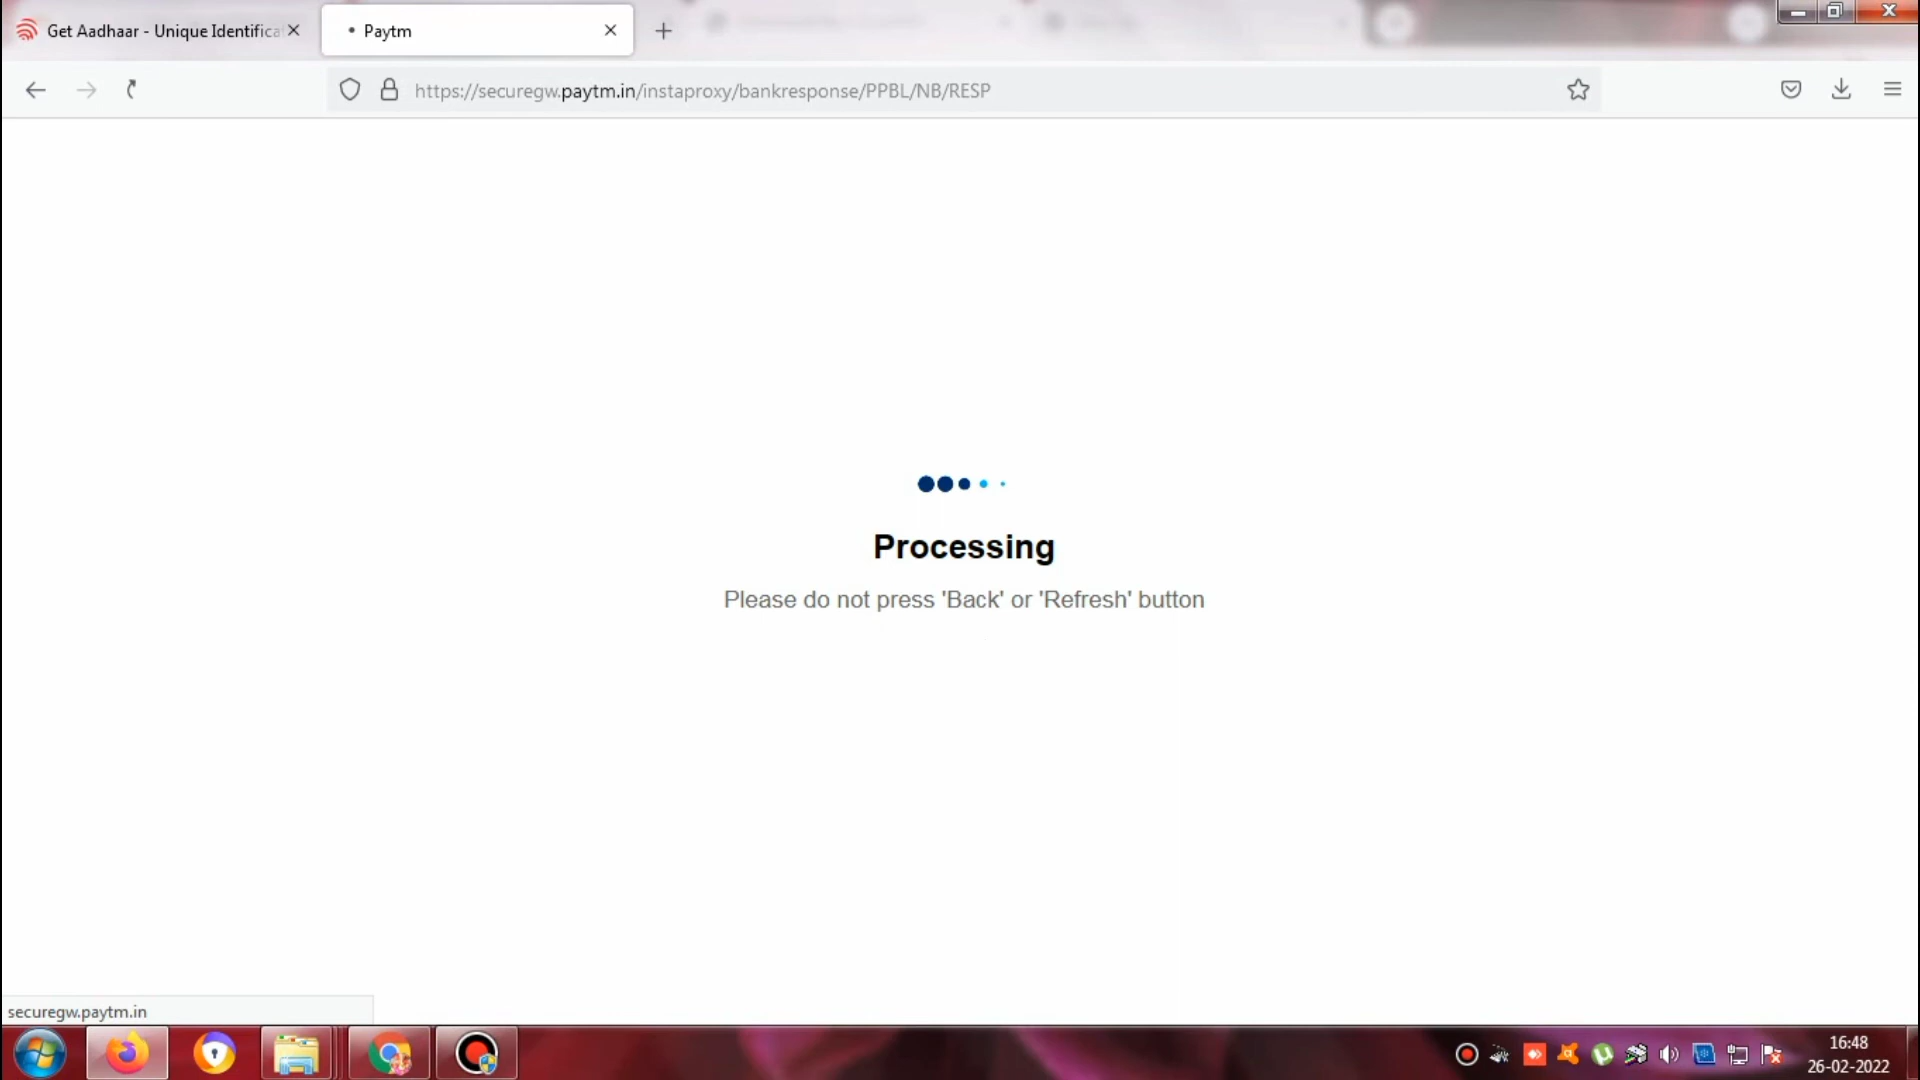 Get Aadhaar - Unique Identifica
Paytm
https://securegw.paytm.in/instaproxy/bankresponse/PPBL/NB/RESP
Processing
Please do not press 'Back' or 'Refresh' button
securegw.paytm.in
16:48
26-02-2022